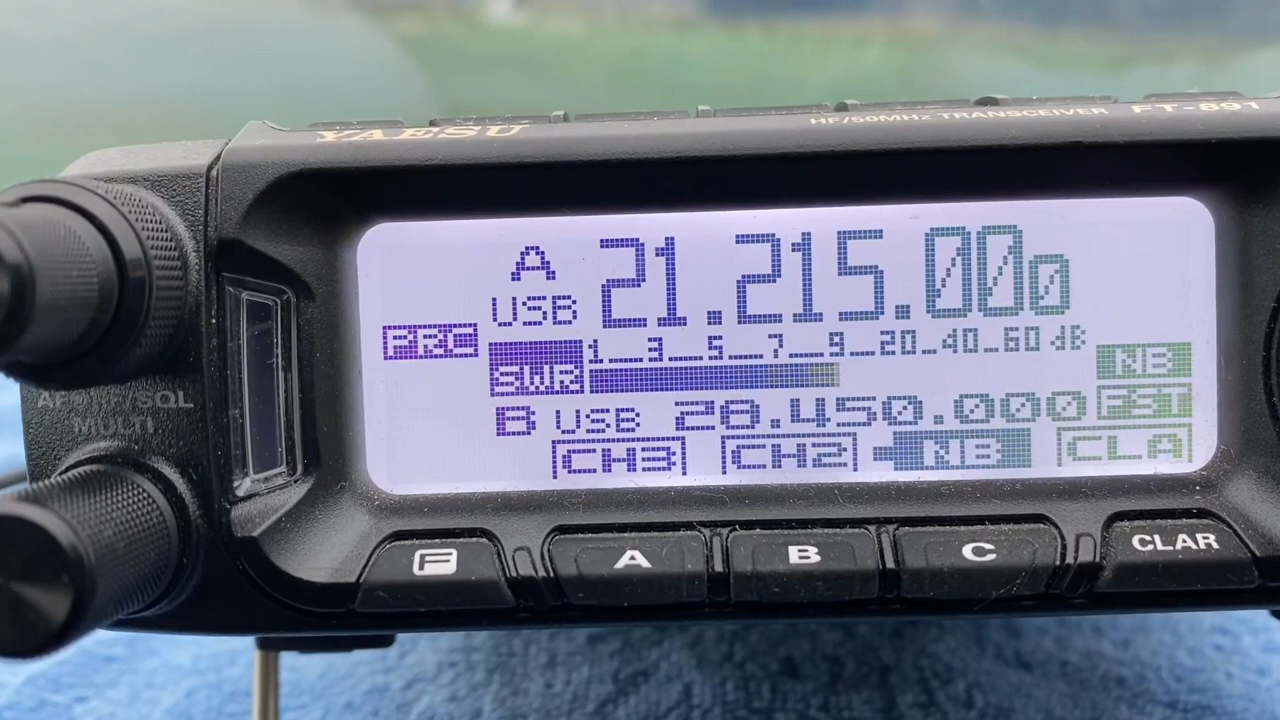 YAESU HF/50MHz TRANSCEIVER FT-891
A 21.215.000
USB
PRC
1 3 5 7 9 20 40 60 dB
SWR NB
B USB 28.450.000 FST
CH3 CH2 NB CLA
AF RF/SQL
MULTI
F A B C CLAR